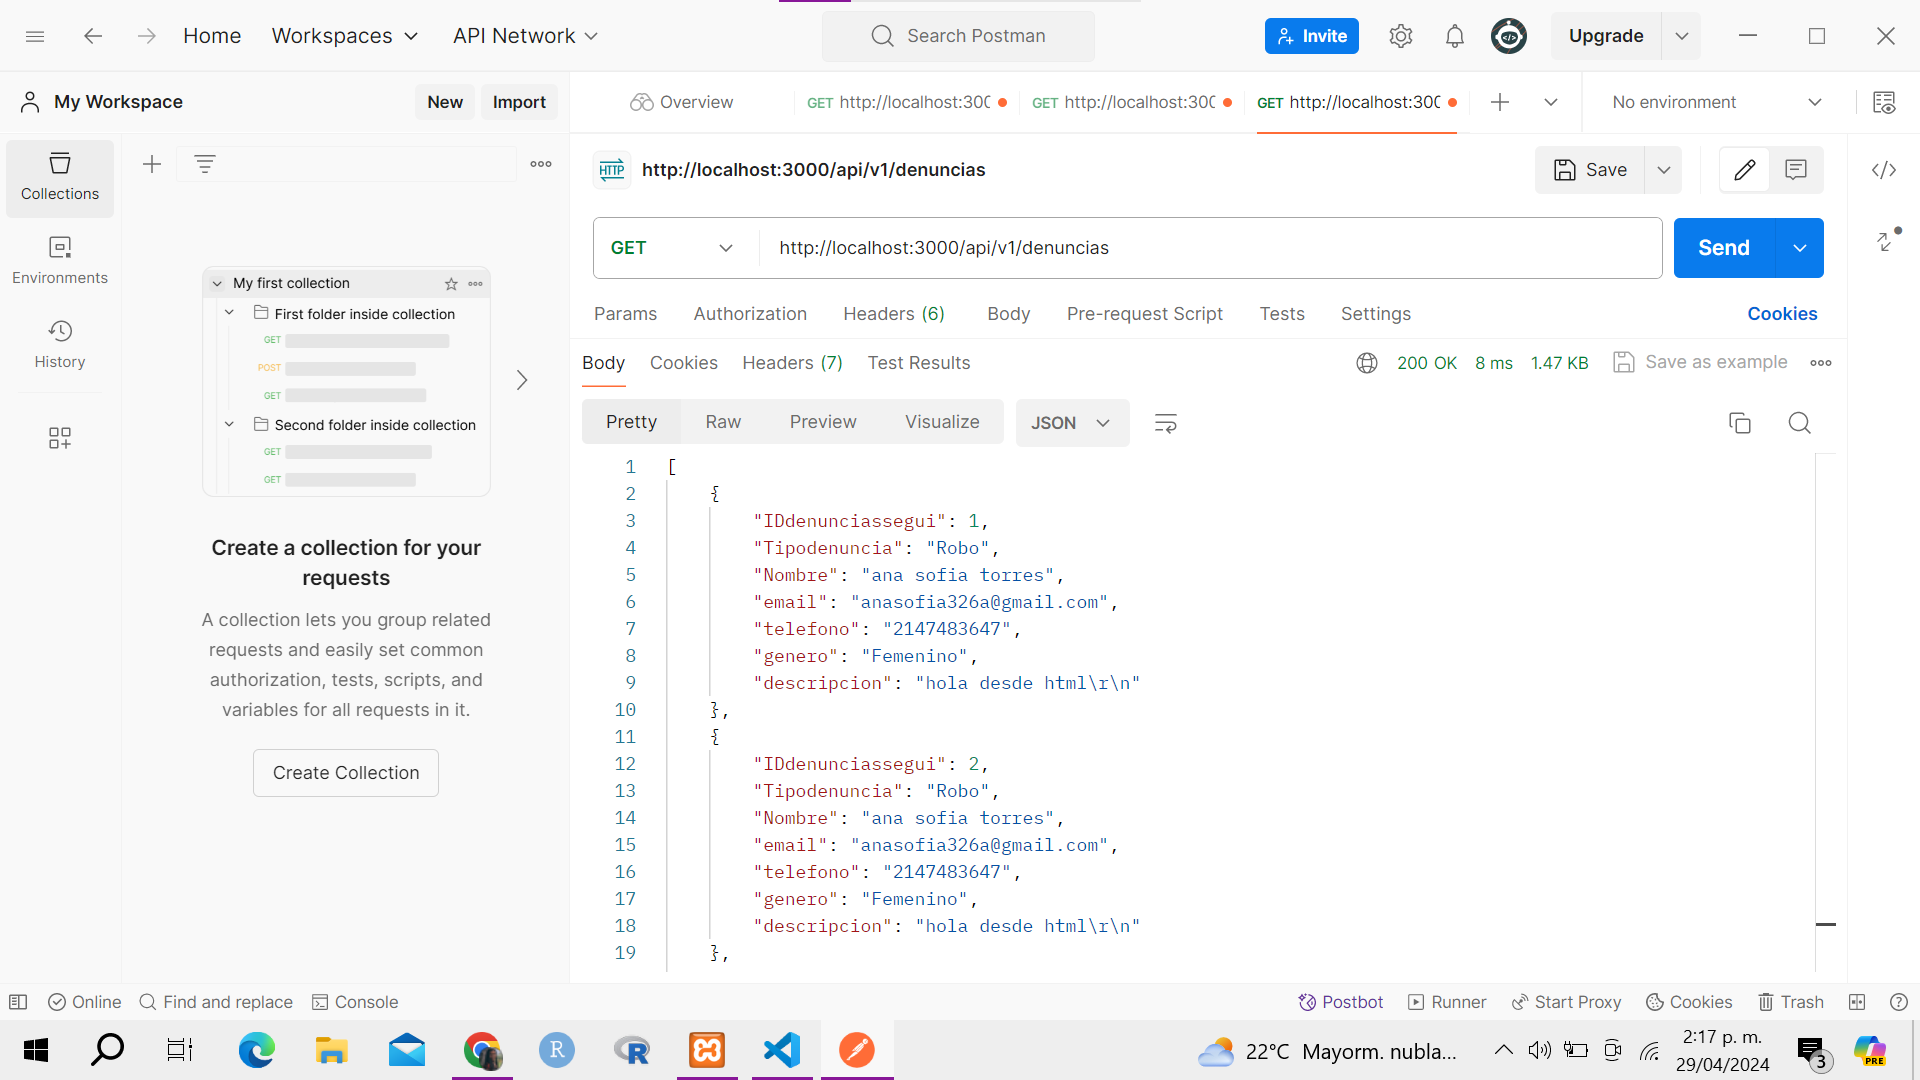 Home
Workspaces
API Network
Search Postman
Invite
Upgrade
My Workspace
New
Import
Overview
GET http://localhost:300
GET http://localhost:300
GET http://localhost:300
No environment
Collections
Environments
History
My first collection
First folder inside collection
GET
POST
GET
Second folder inside collection
GET
GET
Create a collection for your
requests
A collection lets you group related
requests and easily set common
authorization, tests, scripts, and
variables for all requests in it.
Create Collection
HTTP
http://localhost:3000/api/v1/denuncias
Save
GET
http://localhost:3000/api/v1/denuncias
Send
Params
Authorization
Headers (6)
Body
Pre-request Script
Tests
Settings
Cookies
Body
Cookies
Headers (7)
Test Results
200 OK
8 ms
1.47 KB
Save as example
Pretty
Raw
Preview
Visualize
JSON
1 [
2 {
3 "IDdenunciassegui": 1,
4 "Tipodenuncia": "Robo",
5 "Nombre": "ana sofia torres",
6 "email": "anasofia326a@gmail.com",
7 "telefono": "2147483647",
8 "genero": "Femenino",
9 "descripcion": "hola desde html\r\n"
10 },
11 {
12 "IDdenunciassegui": 2,
13 "Tipodenuncia": "Robo",
14 "Nombre": "ana sofia torres",
15 "email": "anasofia326a@gmail.com",
16 "telefono": "2147483647",
17 "genero": "Femenino",
18 "descripcion": "hola desde html\r\n"
19 },
Online
Find and replace
Console
Postbot
Runner
Start Proxy
Cookies
Trash
R
R
22°C Mayorm. nubla...
2:17 p. m.
29/04/2024
3
PRE